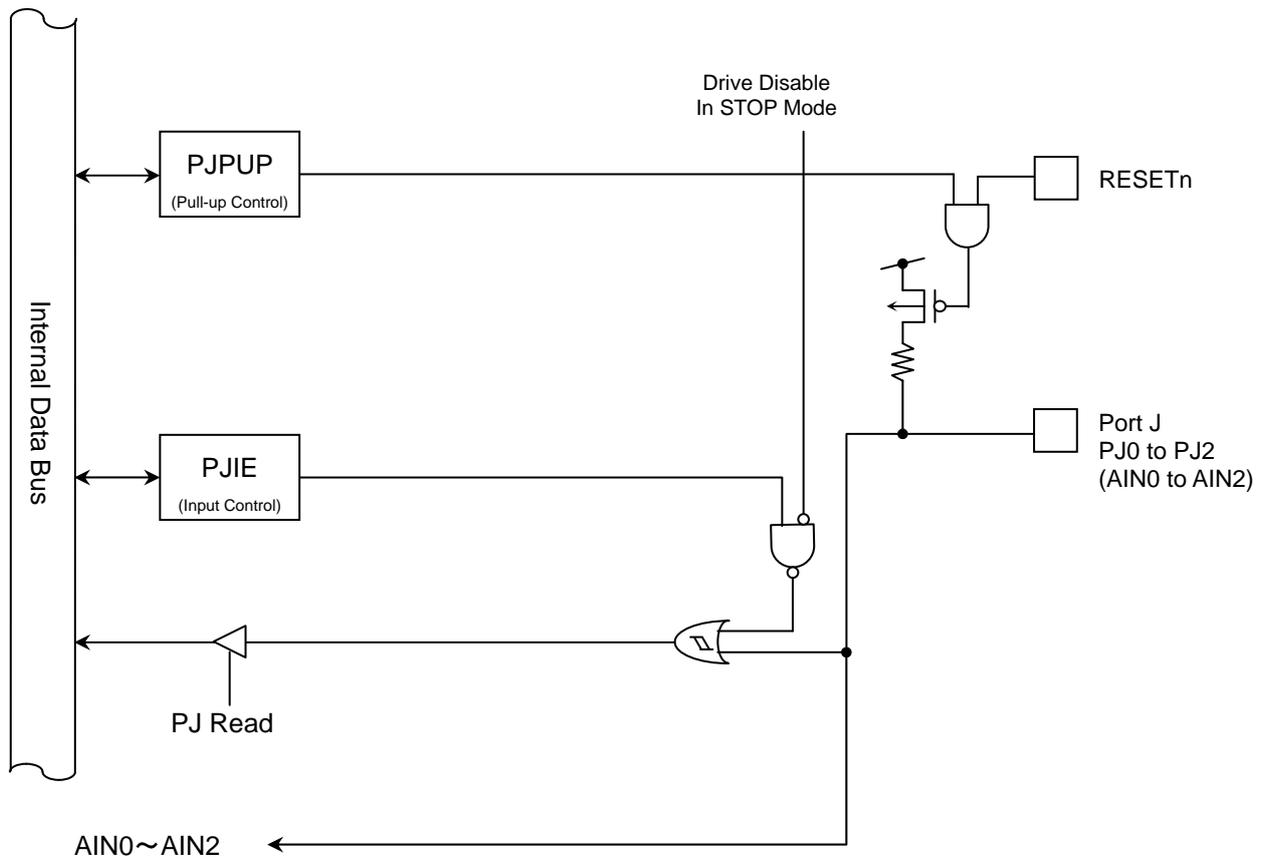 Drive Disable
In STOP Mode
PJPUP
(Pull-up Control)
RESETn
Internal Data Bus
Port J
PJ0 to PJ2
(AIN0 to AIN2)
PJIE
(Input Control)
PJ Read
AIN0～AIN2